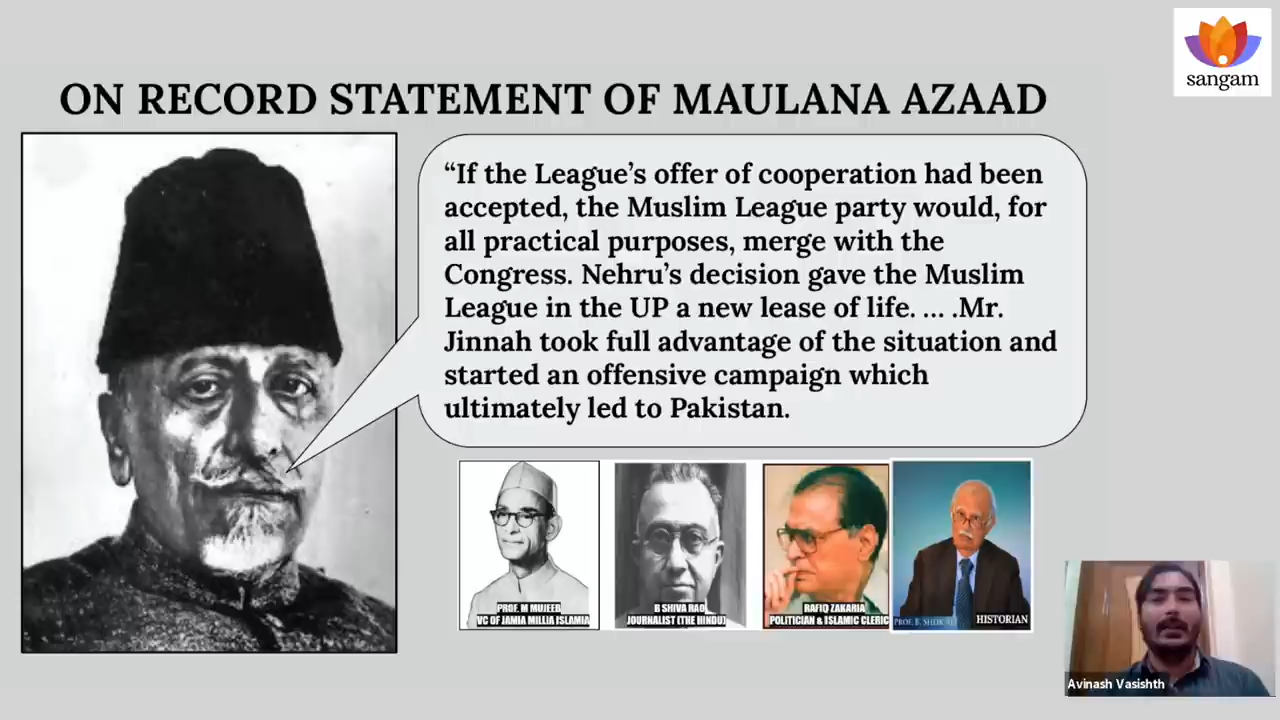 sangam
ON RECORD STATEMENT OF MAULANA AZAAD
“If the League’s offer of cooperation had been
accepted, the Muslim League party would, for
all practical purposes, merge with the
Congress. Nehru’s decision gave the Muslim
League in the UP a new lease of life. ... .Mr.
Jinnah took full advantage of the situation and
started an offensive campaign which
ultimately led to Pakistan.
PROF. M MUJEEB
VC OF JAMIA MILLIA ISLAMIA
B SHIVA RAO
JOURNALIST (THE HINDU)
RAFIQ ZAKARIA
POLITICIAN & ISLAMIC CLERIC
PROF. B.
HISTORIAN
Avinash Vasishth